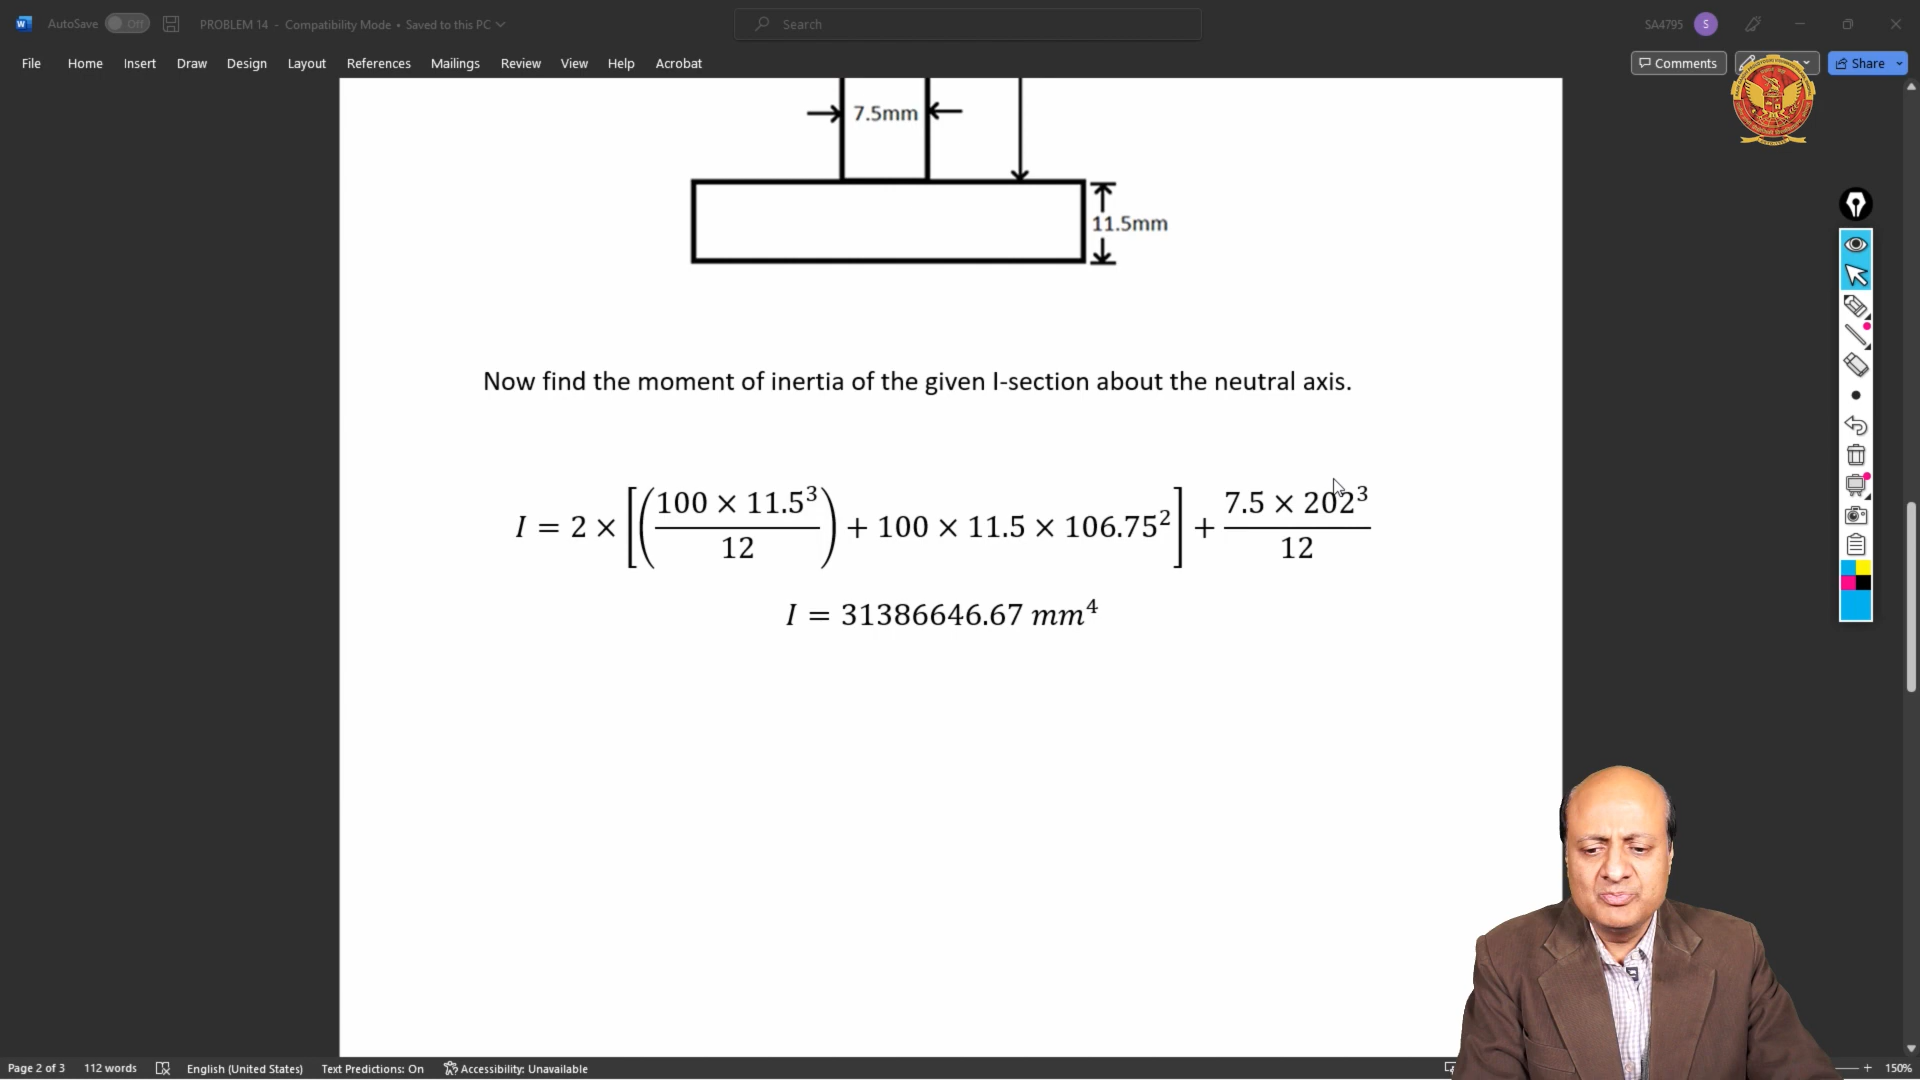 AutoSave Off PROBLEM 14 - Compatibility Mode • Saved to this PC Search SA4795 S
File Home Insert Draw Design Layout References Mailings Review View Help Acrobat Comments Share
7.5mm
11.5mm
Now find the moment of inertia of the given I-section about the neutral axis.
I = 2 × [((100 × 11.5³)/12) + 100 × 11.5 × 106.75²] + (7.5 × 202³)/12
I = 31386646.67 mm⁴
Page 2 of 3 112 words English (United States) Text Predictions: On Accessibility: Unavailable 150%